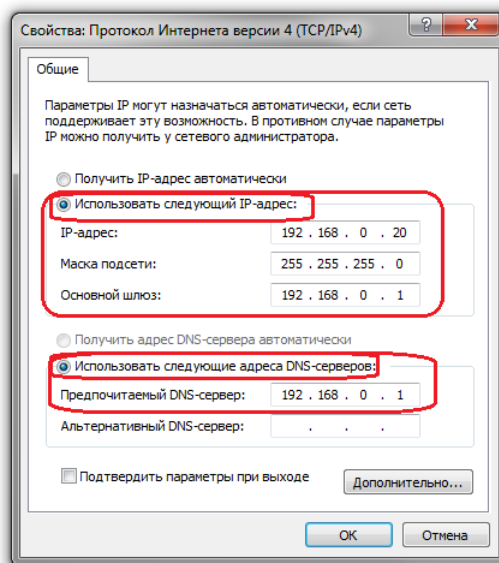 Свойства: Протокол Интернета версии 4 (TCP/IPv4)
Общие
Параметры IP могут назначаться автоматически, если сеть
поддерживает эту возможность. В противном случае параметры
IP можно получить у сетевого администратора.
Получить IP-адрес автоматически
Использовать следующий IP-адрес:
IP-адрес: 192 . 168 . 0 . 20
Маска подсети: 255 . 255 . 255 . 0
Основной шлюз: 192 . 168 . 0 . 1
Получить адрес DNS-сервера автоматически
Использовать следующие адреса DNS-серверов:
Предпочитаемый DNS-сервер: 192 . 168 . 0 . 1
Альтернативный DNS-сервер: . . .
Подтвердить параметры при выходе
Дополнительно...
ОК Отмена